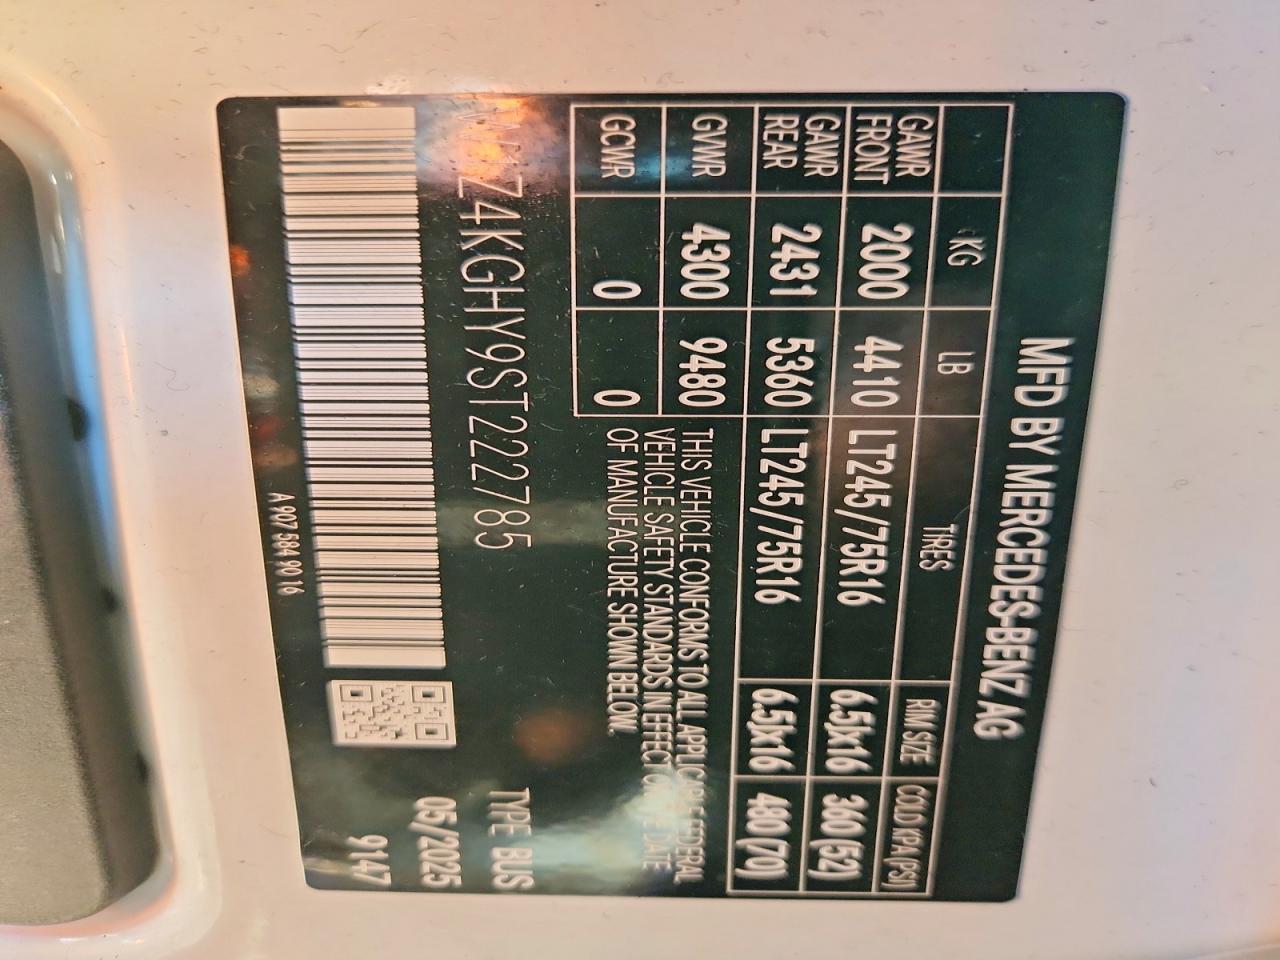 MFD BY MERCEDES-BENZ AG
KG LB TIRES RIM SIZE COLD KPA (PSI)
GAWR FRONT 2000 4410 LT245/75R16 6.5Jx16 360 (52)
GAWR REAR 2431 5360 LT245/75R16 6.5Jx16 480 (70)
GVWR 4300 9480
GCWR 0 0
THIS VEHICLE CONFORMS TO ALL APPLICABLE FEDERAL
VEHICLE SAFETY STANDARDS IN EFFECT ON THE DATE
OF MANUFACTURE SHOWN BELOW.
W1Z4KGHY9ST222785
TYPE BUS
05/2025
9147
A 907 584 90 16